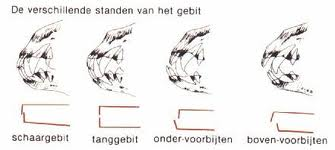 De verschillende standen van het gebit
schaargebit
tanggebit
onder-voorbijten
boven-voorbijten